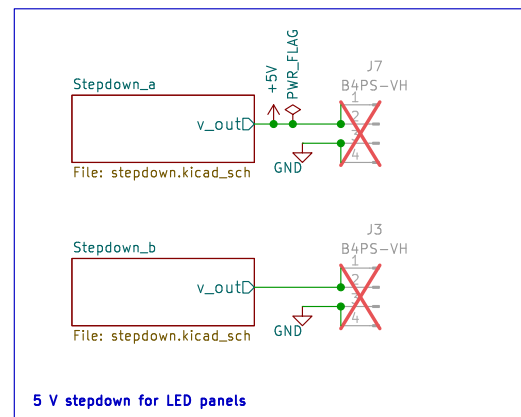 Stepdown_a
v_out
File: stepdown.kicad_sch
+5V
PWR_FLAG
GND
J7
B4PS-VH
1
2
3
4
Stepdown_b
v_out
File: stepdown.kicad_sch
GND
J3
B4PS-VH
1
2
3
4
5 V stepdown for LED panels